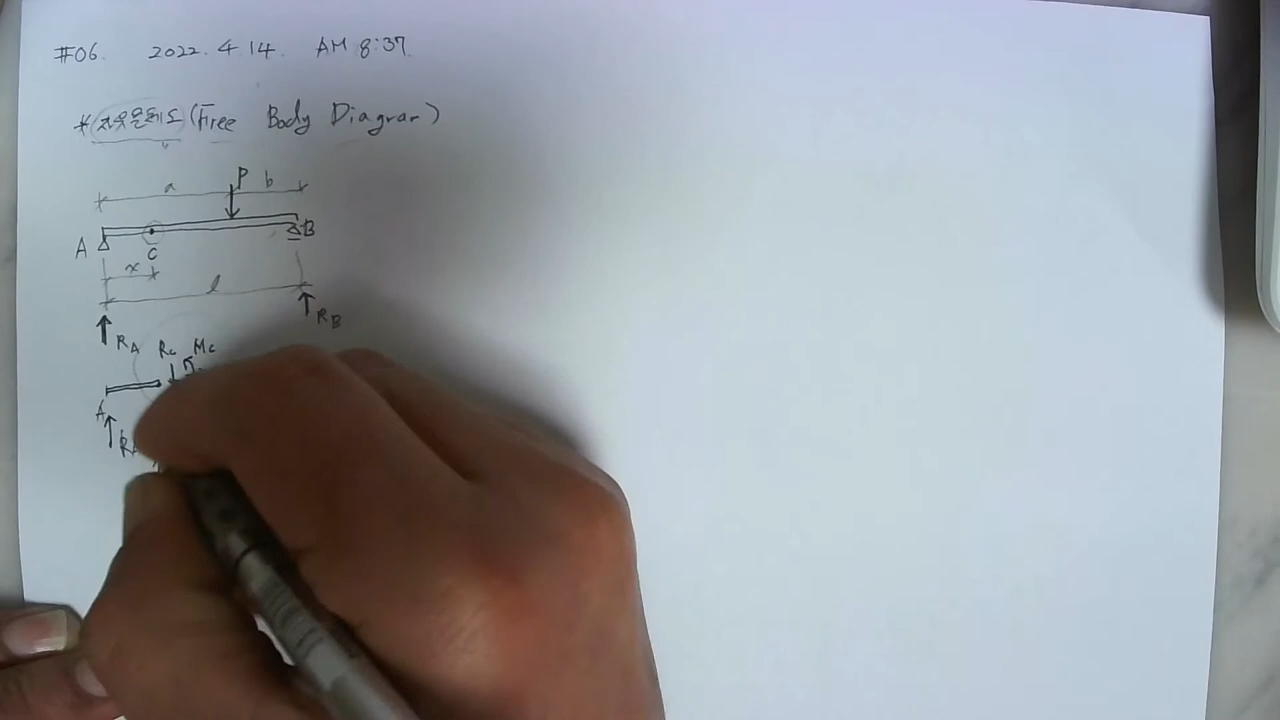 #06. 2022. 4 14. AM 8:37
* 자유물체도 (Free Body Diagram)
a P b
A C B
x
l
R_A R_B
R_C M_C
A
R_A